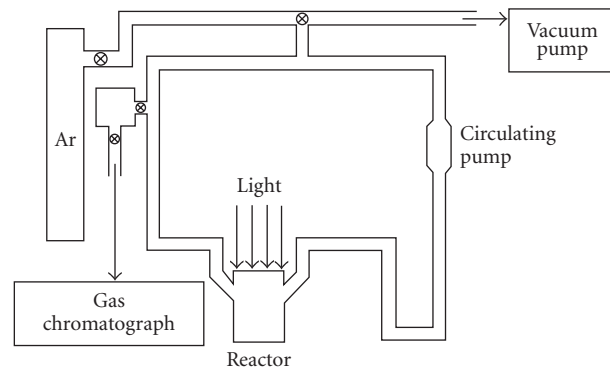 Vacuum
pump
Ar
Circulating
pump
Light
Gas
chromatograph
Reactor